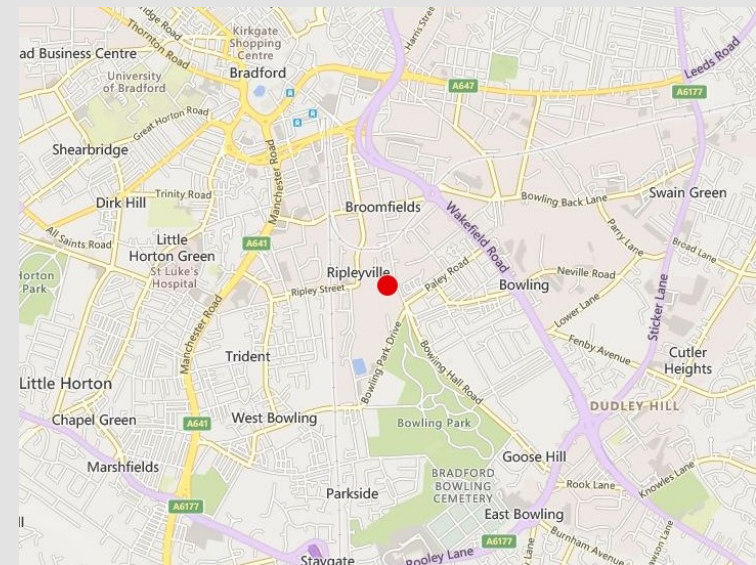 Kirkgate
Shopping
Centre
Harris Street
Thornton Road
ad Business Centre
Bradford
Leeds Road
University
of Bradford
A647
A6177
Great Horton Road
Shearbridge
Manchester Road
Trinity Road
Bowling Back Lane
Swain Green
Dirk Hill
Broomfields
Wakefield Road
Parry Lane
All Saints Road
Little
Horton Green
A641
Broad Lane
St Luke's
Hospital
Ripleyville
Paley Road
Neville Road
Horton
Park
Ripley Street
Bowling
Lower Lane
Sticker Lane
Manchester Road
Fenby Avenue
Trident
Bowling Park Drive
Bowling Hall Road
Cutler
Heights
Little Horton
DUDLEY HILL
Chapel Green
West Bowling
A641
Bowling Park
Marshfields
Goose Hill
BRADFORD
BOWLING
CEMETERY
Knowles Lane
Rook Lane
Parkside
A6177
East Bowling
A6177
Rooley Lane
Burnham Avenue
Staygate